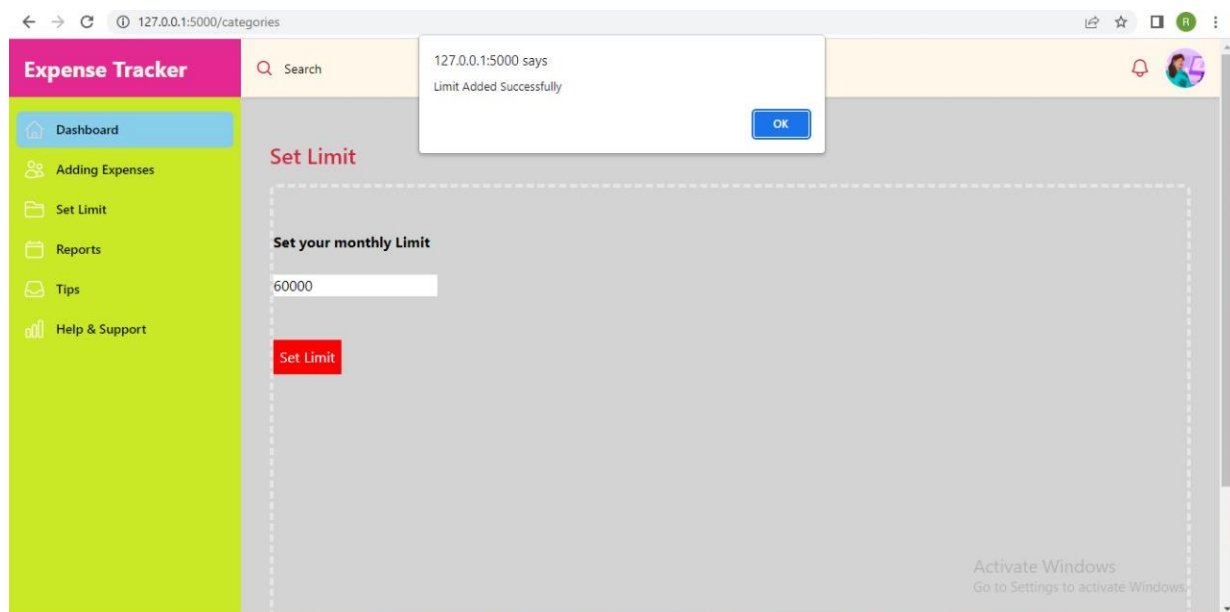 127.0.0.1:5000/categories
R
Expense Tracker
Search
127.0.0.1:5000 says
Limit Added Successfully
OK
Dashboard
Adding Expenses
Set Limit
Reports
Tips
Help & Support
Set Limit
Set your monthly Limit
60000
Set Limit
Activate Windows
Go to Settings to activate Windows.